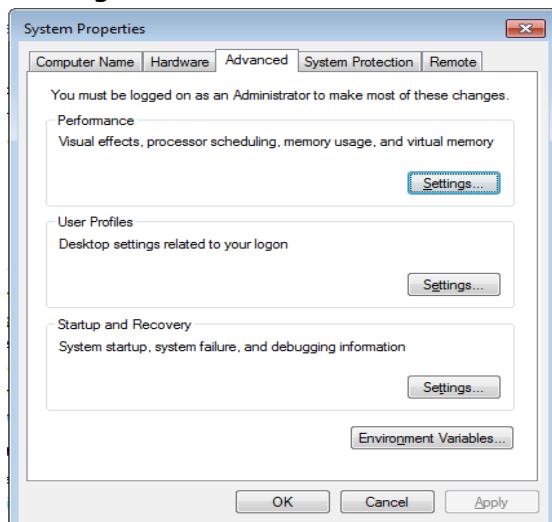 System Properties
Computer Name Hardware Advanced System Protection Remote
You must be logged on as an Administrator to make most of these changes.
Performance
Visual effects, processor scheduling, memory usage, and virtual memory
Settings...
User Profiles
Desktop settings related to your logon
Settings...
Startup and Recovery
System startup, system failure, and debugging information
Settings...
Environment Variables...
OK Cancel Apply